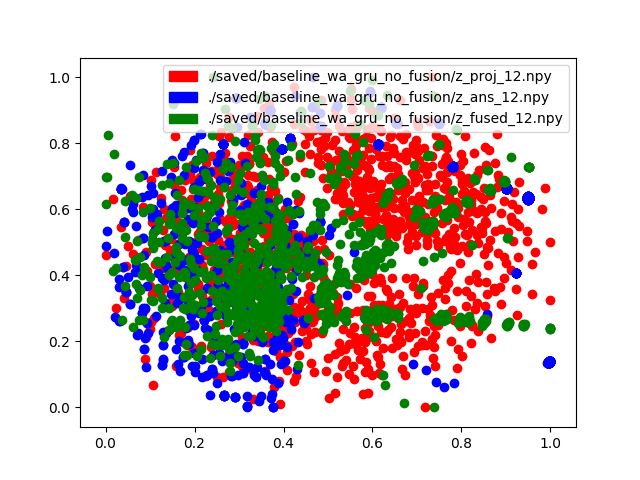 ./saved/baseline_wa_gru_no_fusion/z_proj_12.npy
./saved/baseline_wa_gru_no_fusion/z_ans_12.npy
./saved/baseline_wa_gru_no_fusion/z_fused_12.npy
1.0
0.8
0.6
0.4
0.2
0.0
0.0 0.2 0.4 0.6 0.8 1.0